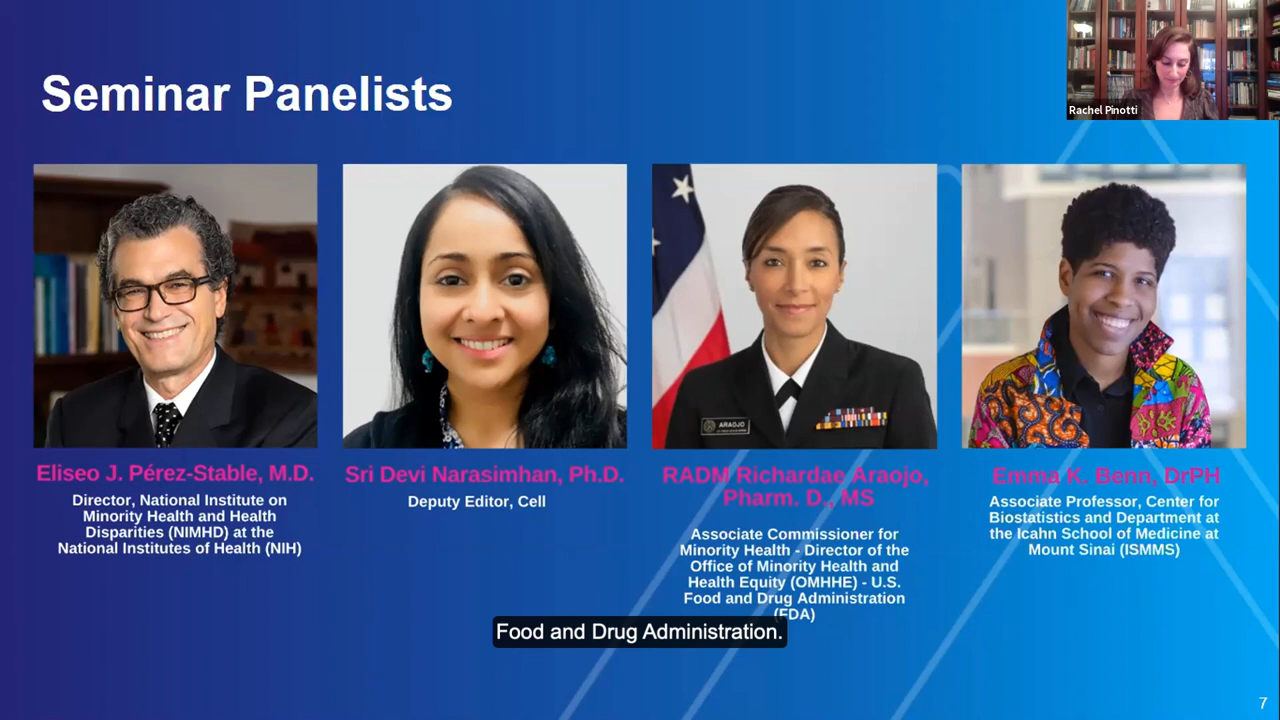 Rachel Pinotti
Seminar Panelists
ARAOJO
Eliseo J. Pérez-Stable, M.D.
Director, National Institute on
Minority Health and Health
Disparities (NIMHD) at the
National Institutes of Health (NIH)
Sri Devi Narasimhan, Ph.D.
Deputy Editor, Cell
RADM Richardae Araojo,
Pharm. D., MS
Associate Commissioner for
Minority Health - Director of the
Office of Minority Health and
Health Equity (OMHHE) - U.S.
Food and Drug Administration
(FDA)
Emma K. Benn, DrPH
Associate Professor, Center for
Biostatistics and Department at
the Icahn School of Medicine at
Mount Sinai (ISMMS)
Food and Drug Administration.
7